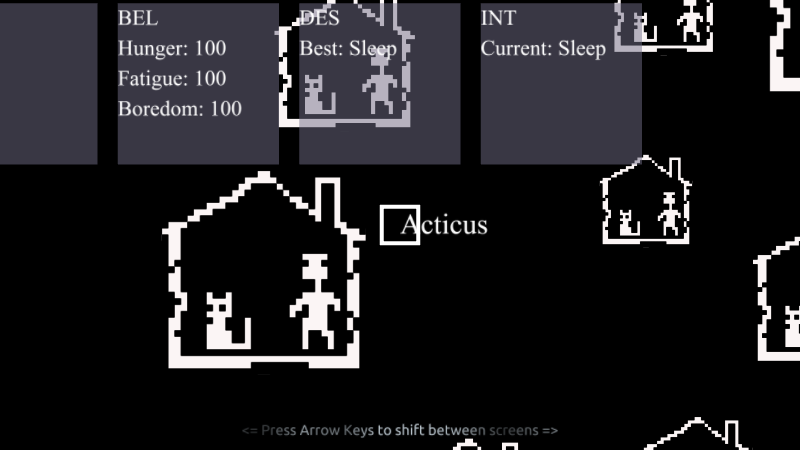 BEL
Hunger: 100
Fatigue: 100
Boredom: 100
DES
Best: Sleep
INT
Current: Sleep
Acticus
<= Press Arrow Keys to shift between screens =>